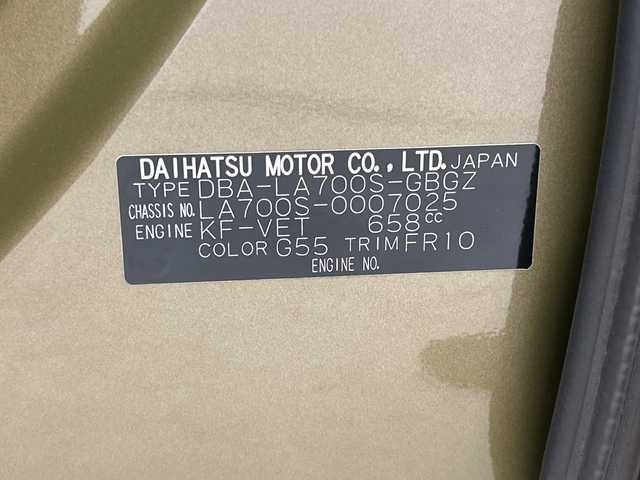 DAIHATSU MOTOR CO., LTD. JAPAN
TYPE DBA-LA700S-GBGZ
CHASSIS NO. LA700S-0007025
ENGINE KF-VET 658CC
COLOR G55 TRIM FR10
ENGINE NO.